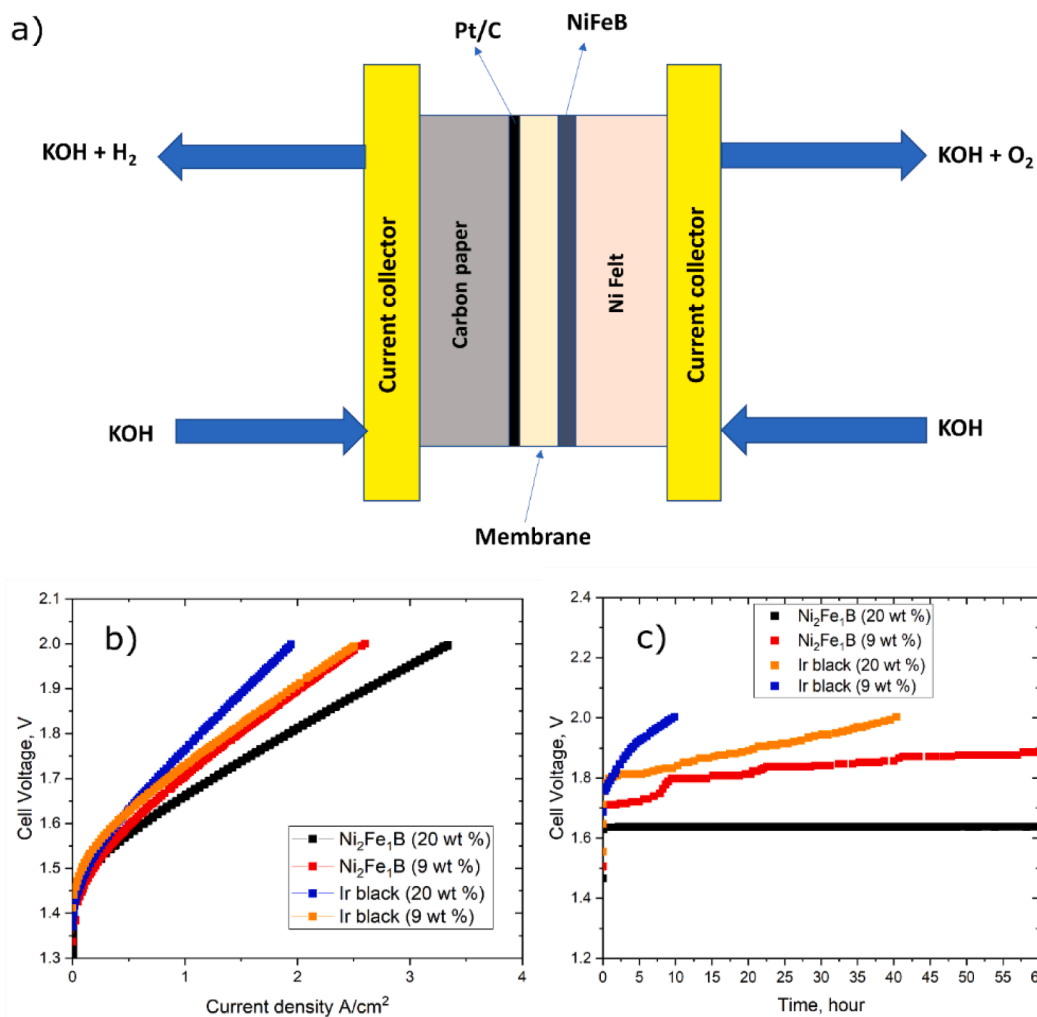 a)
Pt/C
NiFeB
KOH + H₂
KOH + O₂
Current collector
Carbon paper
Ni Felt
Current collector
KOH
KOH
Membrane
b)
2.1
2.0
1.9
1.8
1.7
1.6
1.5
1.4
1.3
Cell Voltage, V
0
1
2
3
4
Current density A/cm²
Ni₂Fe₁B (20 wt %)
Ni₂Fe₁B (9 wt %)
Ir black (20 wt %)
Ir black (9 wt %)
c)
2.4
2.2
2.0
1.8
1.6
1.4
1.2
Cell Voltage, V
Ni₂Fe₁B (20 wt %)
Ni₂Fe₁B (9 wt %)
Ir black (20 wt %)
Ir black (9 wt %)
0 5 10 15 20 25 30 35 40 45 50 55
Time, hour